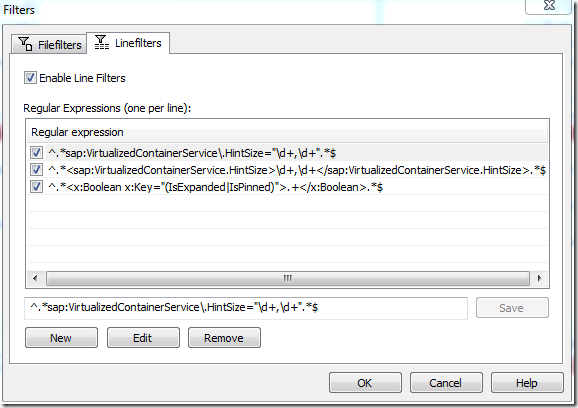 Filters
Filefilters
Linefilters
Enable Line Filters
Regular Expressions (one per line):
Regular expression
^.*sap:VirtualizedContainerService\.HintSize="\d+,\d+".*$
^.*<sap:VirtualizedContainerService.HintSize>\d+,\d+</sap:VirtualizedContainerService.HintSize>.*$
^.*<x:Boolean x:Key="(IsExpanded|IsPinned)">.+</x:Boolean>.*$
^.*sap:VirtualizedContainerService\.HintSize="\d+,\d+".*$
Save
New
Edit
Remove
OK
Cancel
Help